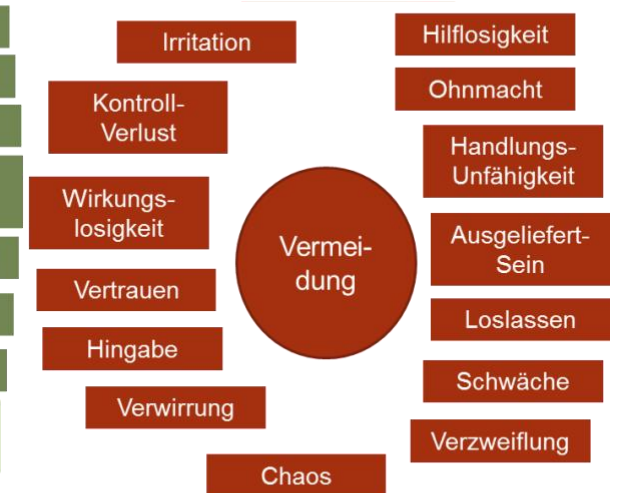 Irritation
Kontroll-
Verlust
Wirkungs-
losigkeit
Vertrauen
Hingabe
Verwirrung
Chaos
Vermei-
dung
Hilflosigkeit
Ohnmacht
Handlungs-
Unfähigkeit
Ausgeliefert-
Sein
Loslassen
Schwäche
Verzweiflung